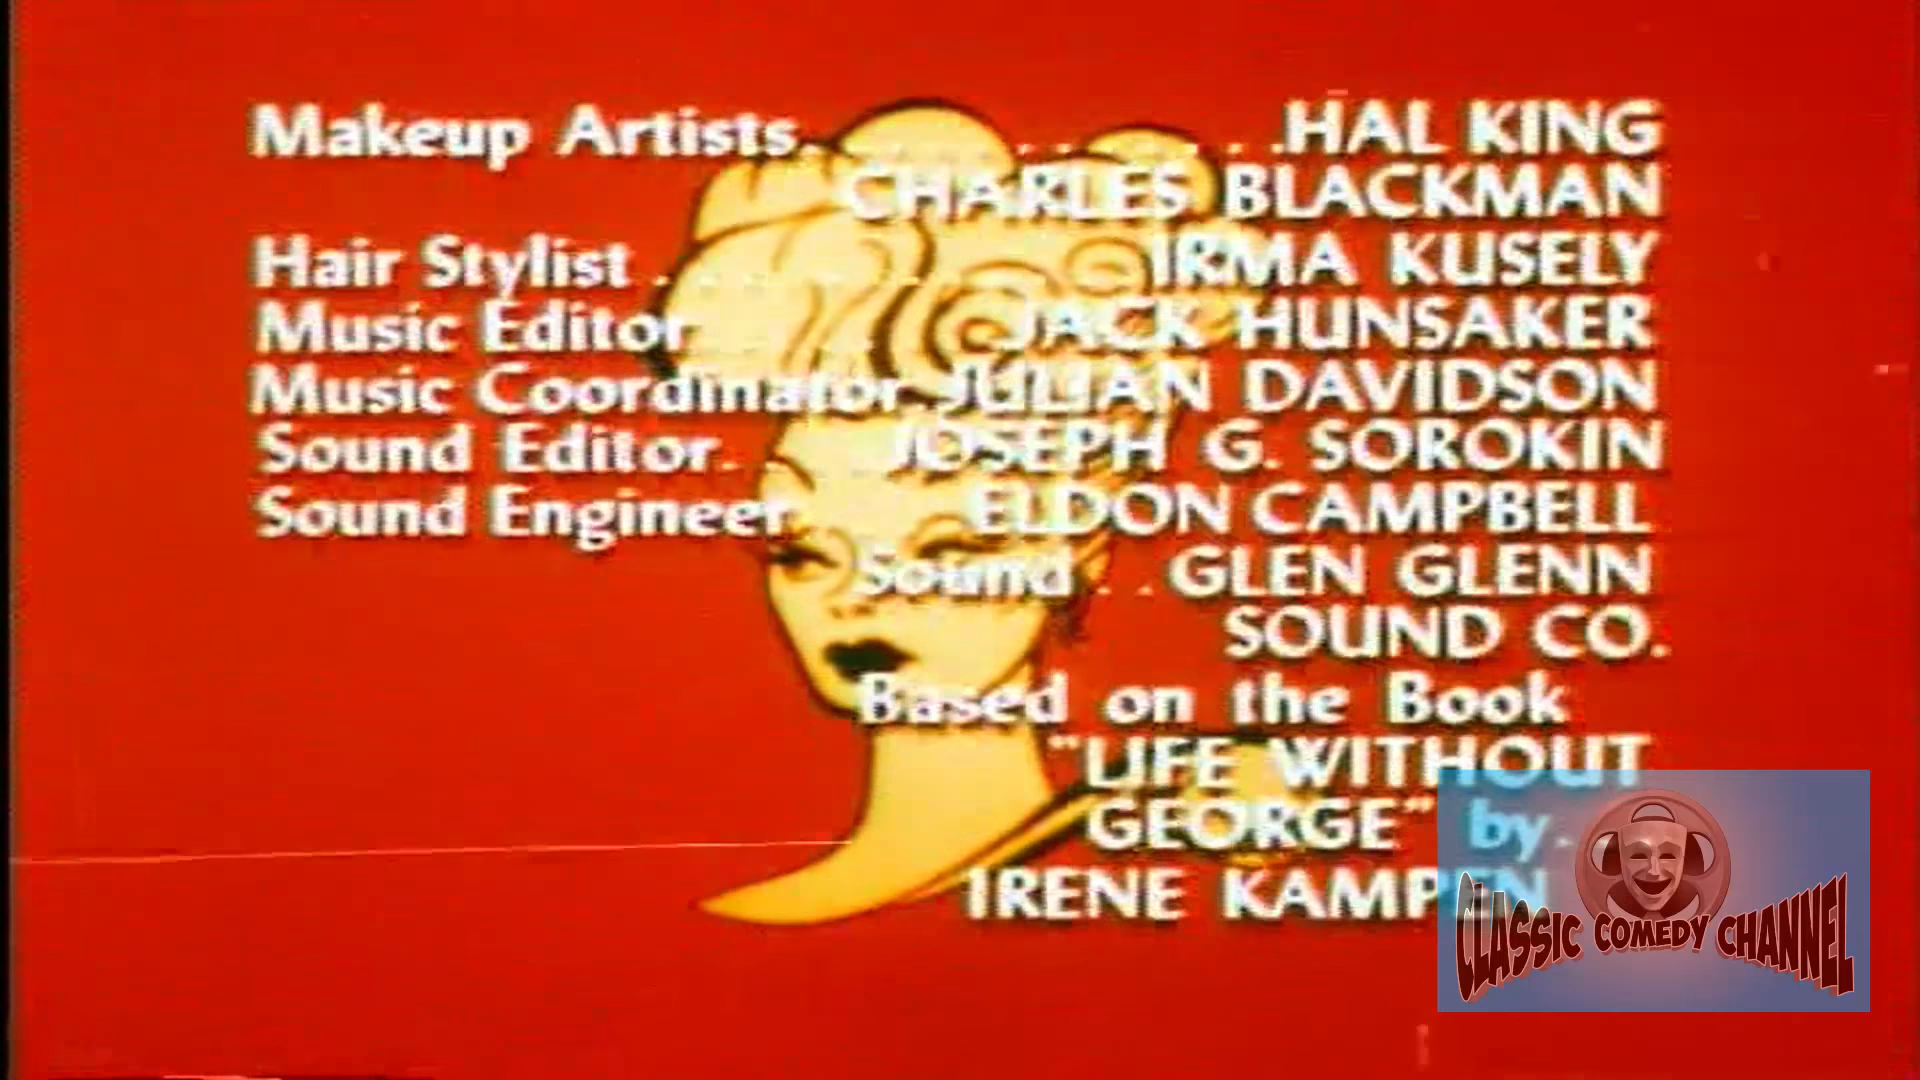 Makeup Artists. . . . . . . . . . .HAL KING
CHARLES BLACKMAN
Hair Stylist . . . . . . . IRMA KUSELY
Music Editor . . . JACK HUNSAKER
Music Coordinator JULIAN DAVIDSON
Sound Editor. . . JOSEPH G. SOROKIN
Sound Engineer ELDON CAMPBELL
Sound . . GLEN GLENN
SOUND CO.
Based on the Book
"LIFE WITHOUT
GEORGE" by.
IRENE KAMPEN
CLASSIC COMEDY CHANNEL